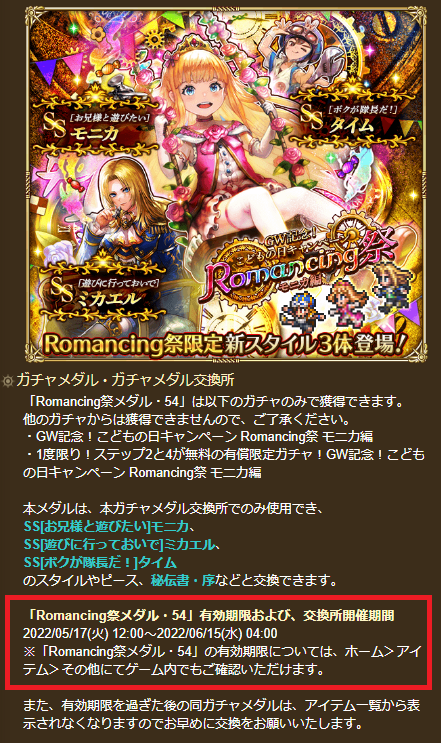 [お兄様と遊びたい]
SS モニカ
[ボクが隊長だ!]
SS タイム
[遊びに行っておいで]
SS ミカエル
GW記念!
こどもの日キャンペーン
Romancing祭
モニカ編
Romancing祭限定新スタイル3体登場!
ガチャメダル・ガチャメダル交換所
「Romancing祭メダル・54」は以下のガチャのみで獲得できます。
他のガチャからは獲得できませんので、ご了承ください。
・GW記念！こどもの日キャンペーン Romancing祭 モニカ編
・1度限り！ステップ2と4が無料の有償限定ガチャ！GW記念！こども
の日キャンペーン Romancing祭 モニカ編
本メダルは、本ガチャメダル交換所でのみ使用でき、
SS[お兄様と遊びたい]モニカ、
SS[遊びに行っておいで]ミカエル、
SS[ボクが隊長だ！]タイム
のスタイルやピース、秘伝書・序などと交換できます。
「Romancing祭メダル・54」有効期限および、交換所開催期間
2022/05/17(火) 12:00～2022/06/15(水) 04:00
※「Romancing祭メダル・54」の有効期限については、ホーム＞アイ
テム＞その他にてゲーム内でもご確認いただけます。
また、有効期限を過ぎた後の同ガチャメダルは、アイテム一覧から表
示されなくなりますのでお早めに交換をお願いいたします。